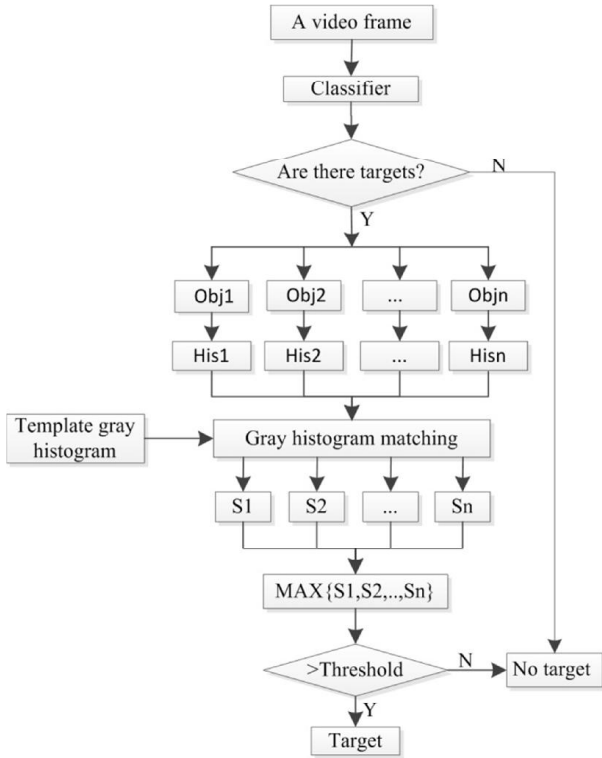 A video frame
Classifier
Are there targets?
N
Y
Obj1
Obj2
...
Objn
His1
His2
...
Hisn
Template gray
histogram
Gray histogram matching
S1
S2
...
Sn
MAX{S1,S2,..,Sn}
>Threshold
N
No target
Y
Target